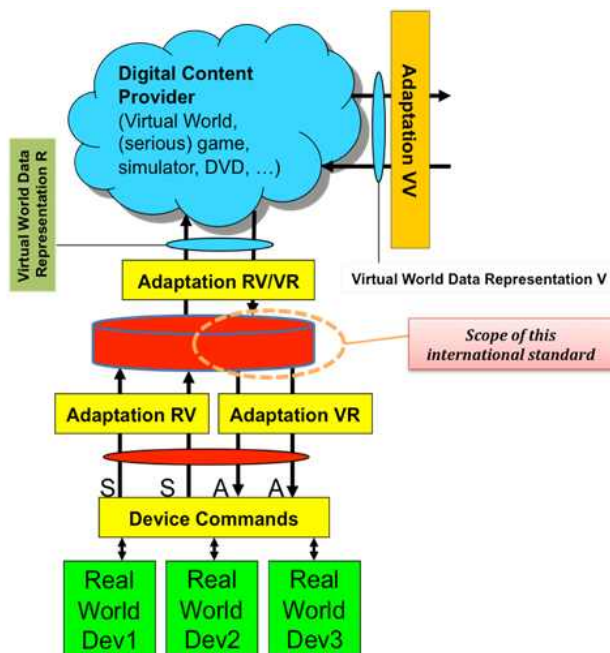 Digital Content
Provider
(Virtual World,
(serious) game,
simulator, DVD, ...)
Adaptation VV
Virtual World Data
Representation R
Virtual World Data Representation V
Adaptation RV/VR
Scope of this
international standard
Adaptation RV
Adaptation VR
S S A A
Device Commands
Real
World
Dev1
Real
World
Dev2
Real
World
Dev3